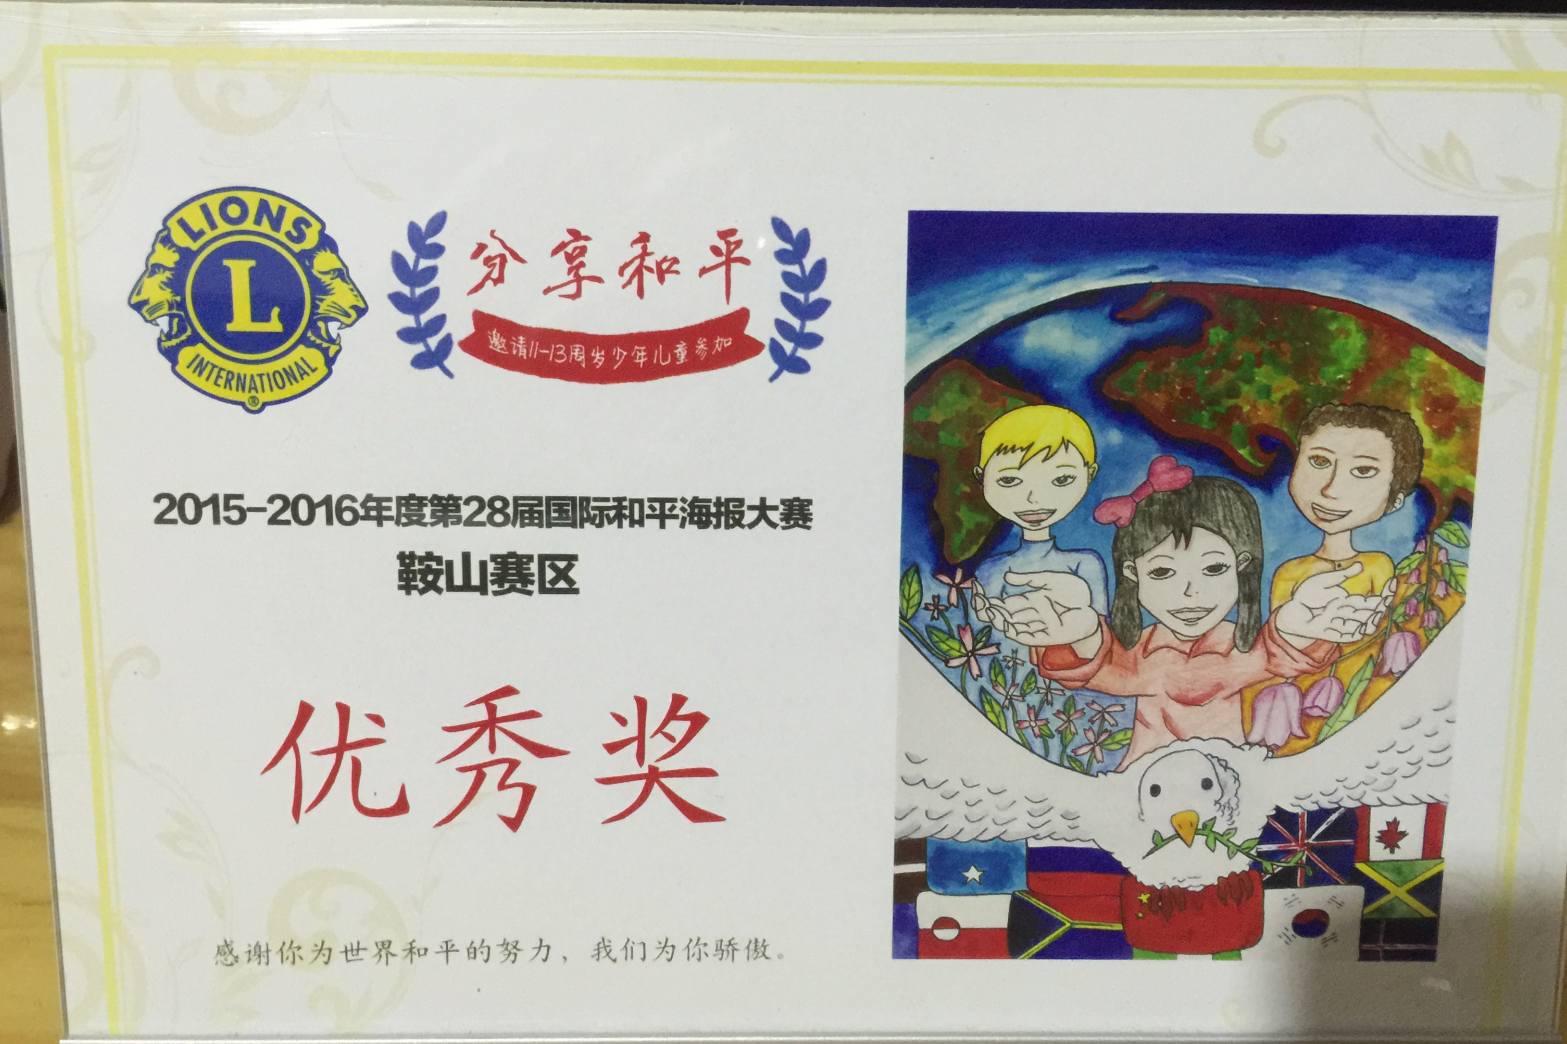 LIONS
L
INTERNATIONAL
®
分享和平
邀请11-13周岁少年儿童参加
2015-2016年度第28届国际和平海报大赛
鞍山赛区
优秀奖
感谢你为世界和平的努力，我们为你骄傲。